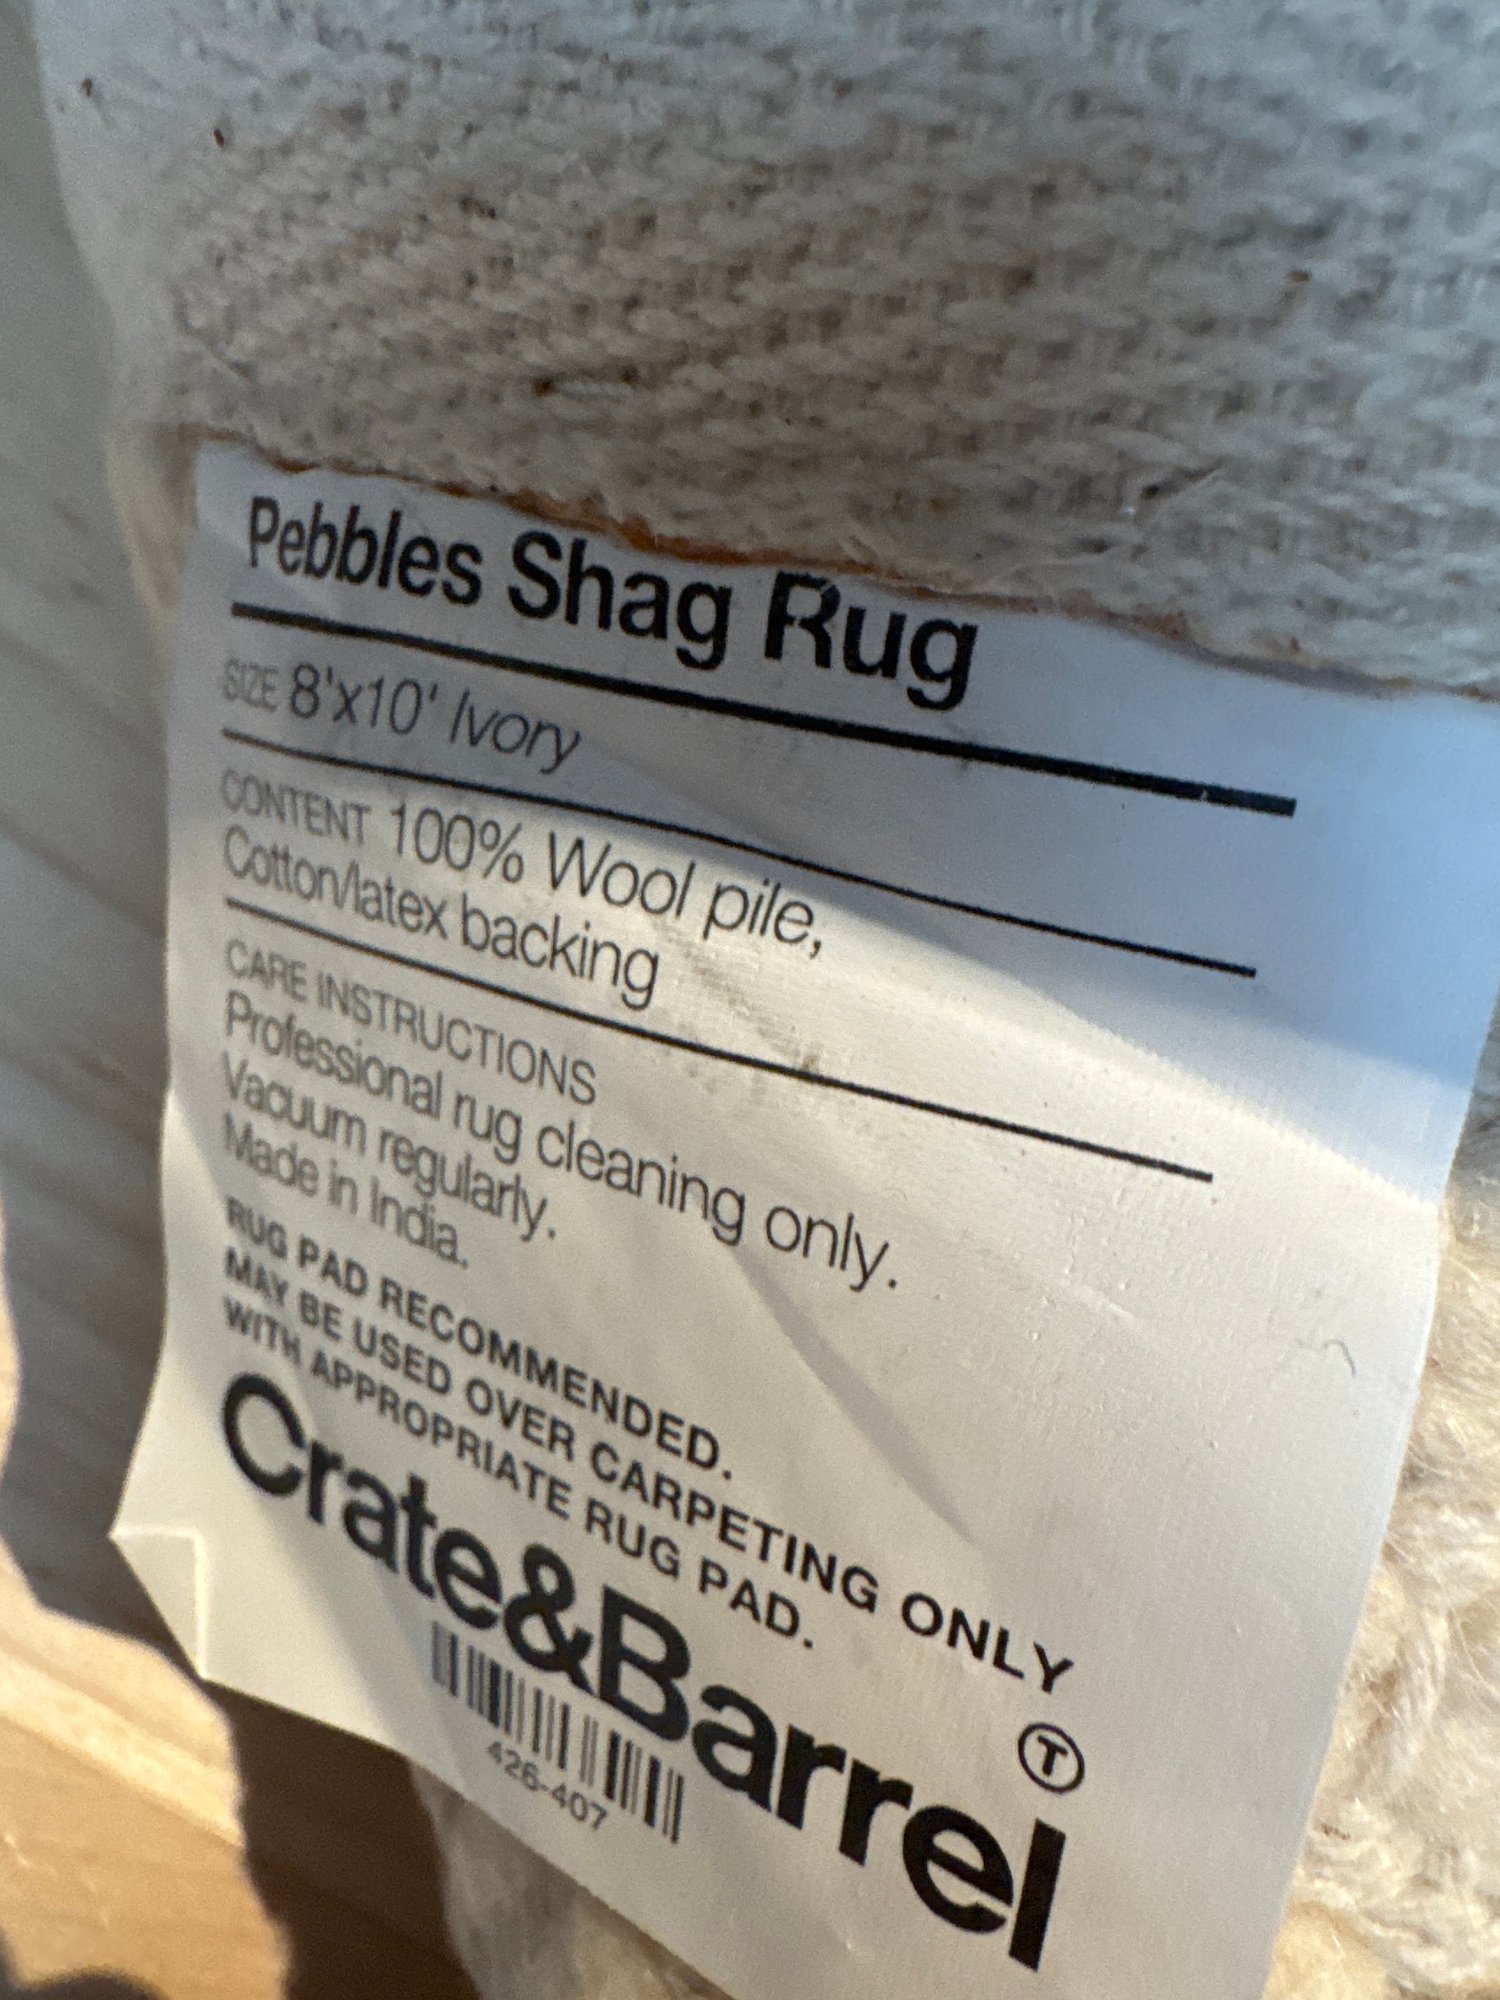 Pebbles Shag Rug
SIZE 8'x10' Ivory
CONTENT 100% Wool pile,
Cotton/latex backing
CARE INSTRUCTIONS
Professional rug cleaning only.
Vacuum regularly.
Made in India.
RUG PAD RECOMMENDED.
MAY BE USED OVER CARPETING ONLY
WITH APPROPRIATE RUG PAD.
T
Crate&Barrel
426-407